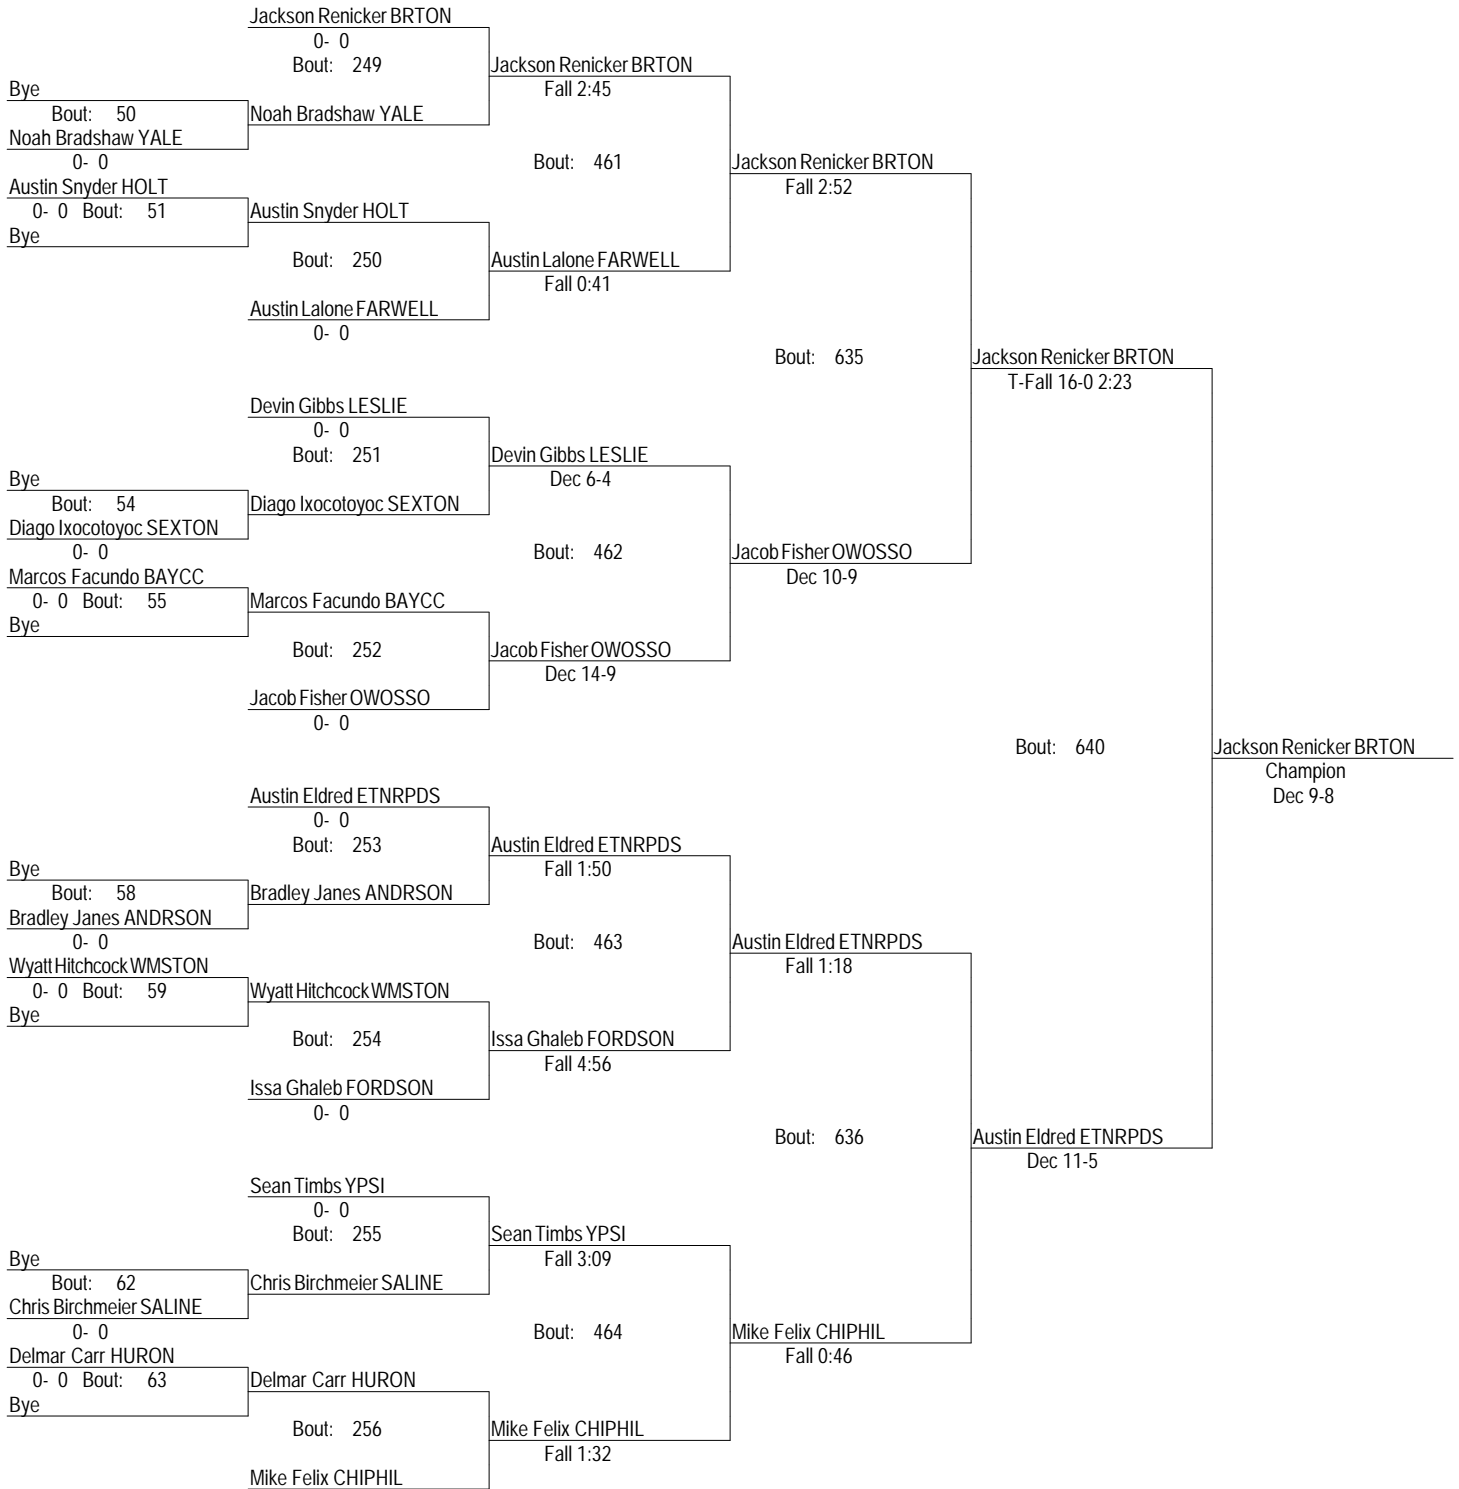 Jackson Renicker BRTON
0- 0
Bout: 249
Jackson Renicker BRTON
Fall 2:45
Bye
Bout: 50
Noah Bradshaw YALE
Noah Bradshaw YALE
0- 0
Bout: 461
Jackson Renicker BRTON
Fall 2:52
Austin Snyder HOLT
0- 0 Bout: 51
Austin Snyder HOLT
Bye
Bout: 250
Austin Lalone FARWELL
Fall 0:41
Austin Lalone FARWELL
0- 0
Bout: 635
Jackson Renicker BRTON
T-Fall 16-0 2:23
Devin Gibbs LESLIE
0- 0
Bout: 251
Devin Gibbs LESLIE
Dec 6-4
Bye
Bout: 54
Diago Ixocotoyoc SEXTON
Diago Ixocotoyoc SEXTON
0- 0
Bout: 462
Jacob Fisher OWOSSO
Dec 10-9
Marcos Facundo BAYCC
0- 0 Bout: 55
Marcos Facundo BAYCC
Bye
Bout: 252
Jacob Fisher OWOSSO
Dec 14-9
Jacob Fisher OWOSSO
0- 0
Bout: 640
Jackson Renicker BRTON
Champion
Dec 9-8
Austin Eldred ETNRPDS
0- 0
Bout: 253
Austin Eldred ETNRPDS
Fall 1:50
Bye
Bout: 58
Bradley Janes ANDRSON
Bradley Janes ANDRSON
0- 0
Bout: 463
Austin Eldred ETNRPDS
Fall 1:18
Wyatt Hitchcock WMSTON
0- 0 Bout: 59
Wyatt Hitchcock WMSTON
Bye
Bout: 254
Issa Ghaleb FORDSON
Fall 4:56
Issa Ghaleb FORDSON
0- 0
Bout: 636
Austin Eldred ETNRPDS
Dec 11-5
Sean Timbs YPSI
0- 0
Bout: 255
Sean Timbs YPSI
Fall 3:09
Bye
Bout: 62
Chris Birchmeier SALINE
Chris Birchmeier SALINE
0- 0
Bout: 464
Mike Felix CHIPHIL
Fall 0:46
Delmar Carr HURON
0- 0 Bout: 63
Delmar Carr HURON
Bye
Bout: 256
Mike Felix CHIPHIL
Fall 1:32
Mike Felix CHIPHIL